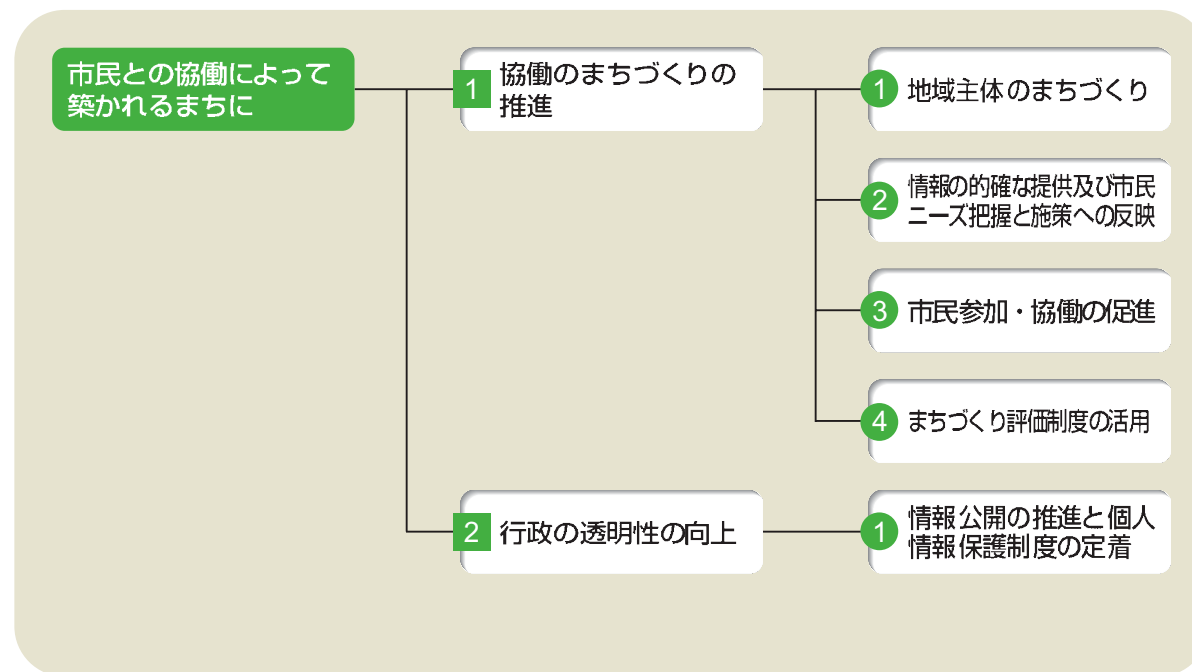 市民との協働によって
築かれるまちに
1 協働のまちづくりの
推進
1 地域主体のまちづくり
2 情報の的確な提供及び市民
ニーズ把握と施策への反映
3 市民参加・協働の促進
4 まちづくり評価制度の活用
2 行政の透明性の向上
1 情報公開の推進と個人
情報保護制度の定着